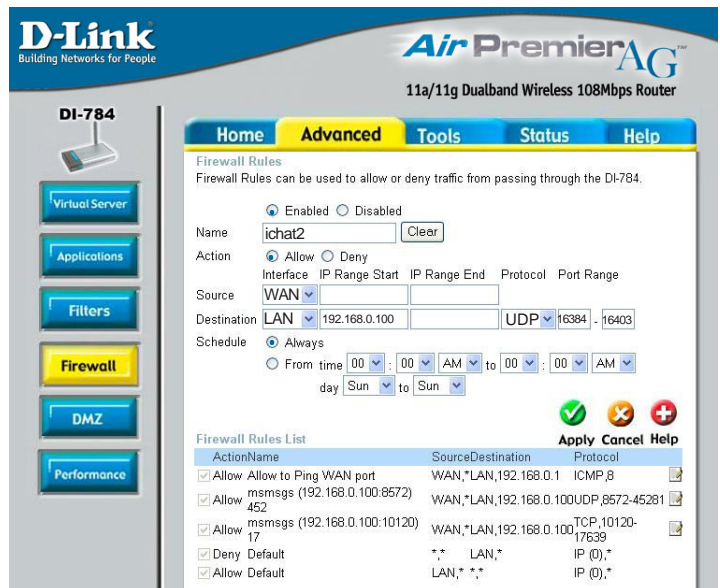 D-Link
Building Networks for People
Air Premier AG™
11a/11g Dualband Wireless 108Mbps Router
DI-784
Home Advanced Tools Status Help
Virtual Server
Applications
Filters
Firewall
DMZ
Performance
Firewall Rules
Firewall Rules can be used to allow or deny traffic from passing through the DI-784.
Enabled Disabled
Name ichat2 Clear
Action Allow Deny
Interface IP Range Start IP Range End Protocol Port Range
Source WAN
Destination LAN 192.168.0.100 UDP 16384 - 16403
Schedule Always
From time 00 : 00 AM to 00 : 00 AM
day Sun to Sun
Apply Cancel Help
Firewall Rules List
Action Name Source Destination Protocol
Allow Allow to Ping WAN port WAN,* LAN,192.168.0.1 ICMP,8
Allow msmsgs (192.168.0.100:8572) 452 WAN,* LAN,192.168.0.100 UDP,8572-45281
Allow msmsgs (192.168.0.100:10120) 17 WAN,* LAN,192.168.0.100 TCP,10120-17639
Deny Default *,* LAN,* IP (0),*
Allow Default LAN,* *,* IP (0),*